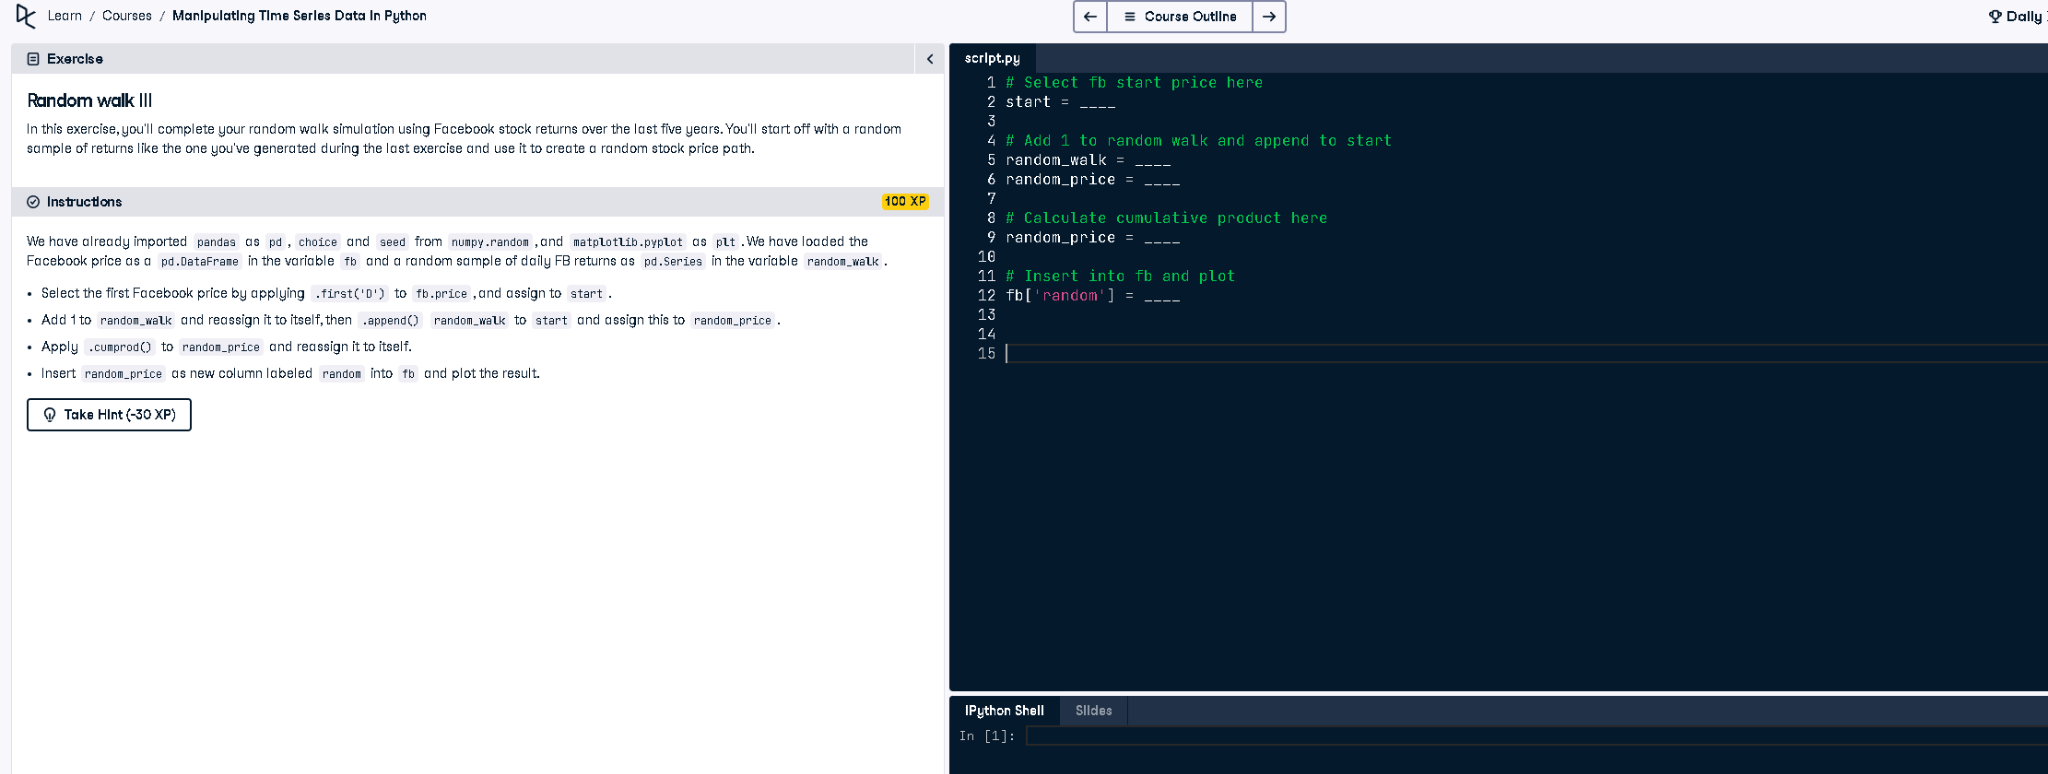 Learn / Courses / Manipulating Time Series Data in Python
Course Outline
Daily
Exercise
Random walk III
In this exercise, you'll complete your random walk simulation using Facebook stock returns over the last five years. You'll start off with a random
sample of returns like the one you've generated during the last exercise and use it to create a random stock price path.
Instructions
100 XP
We have already imported pandas as pd, choice and seed from numpy.random, and matplotlib.pyplot as plt. We have loaded the
Facebook price as a pd.DataFrame in the variable fb and a random sample of daily FB returns as pd.Series in the variable random_walk.
• Select the first Facebook price by applying .first('D') to fb.price, and assign to start.
• Add 1 to random_walk and reassign it to itself, then .append() random_walk to start and assign this to random_price.
• Apply .cumprod() to random_price and reassign it to itself.
• Insert random_price as new column labeled random into fb and plot the result.
Take Hint (-30 XP)
script.py
1 # Select fb start price here
2 start = ____
3
4 # Add 1 to random walk and append to start
5 random_walk = ____
6 random_price = ____
7
8 # Calculate cumulative product here
9 random_price = ____
10
11 # Insert into fb and plot
12 fb['random'] = ____
13
14
15
IPython Shell
Slides
In [1]: